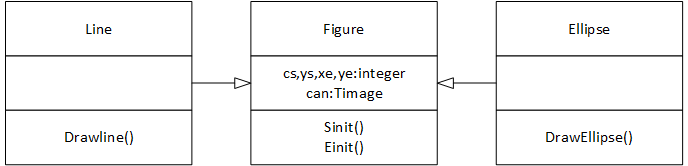 Line
Figure
Ellipse
cs,ys,xe,ye:integer
can:Timage
Drawline()
Sinit()
Einit()
DrawEllipse()